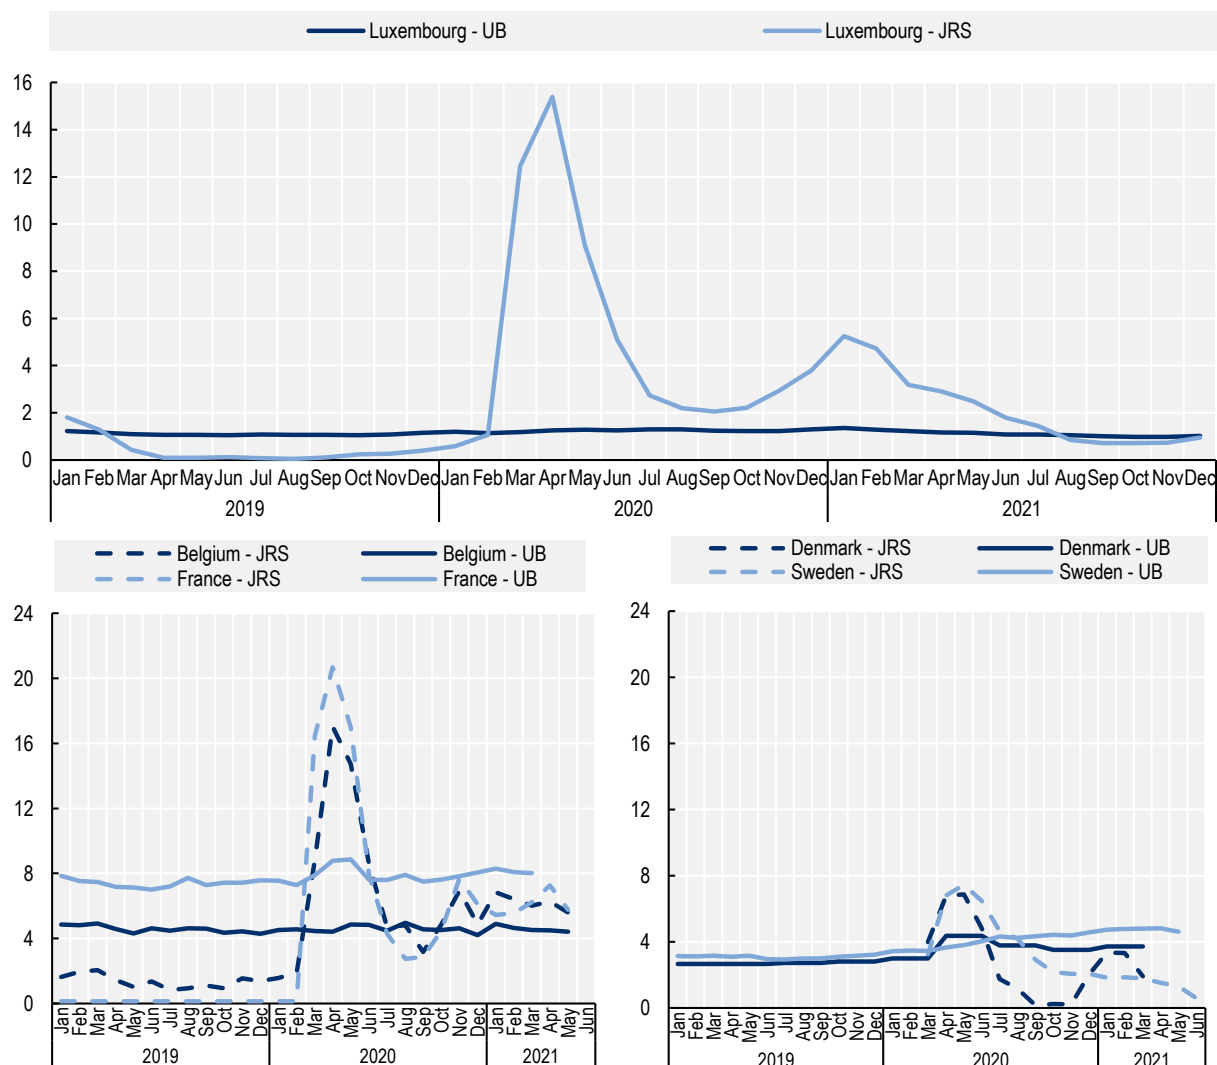 Luxembourg - UB Luxembourg - JRS
16
14
12
10
8
6
4
2
0
Jan Feb Mar Apr May Jun Jul Aug Sep Oct Nov Dec Jan Feb Mar Apr May Jun Jul Aug Sep Oct Nov Dec Jan Feb Mar Apr May Jun Jul Aug Sep Oct Nov Dec
2019 2020 2021
Belgium - JRS Belgium - UB
France - JRS France - UB
24
20
16
12
8
4
0
Jan Feb Mar Apr May Jun Jul Aug Sep Oct Nov Dec Jan Feb Mar Apr May Jun Jul Aug Sep Oct Nov Dec Jan Feb Mar Apr May Jun
2019 2020 2021
Denmark - JRS Denmark - UB
Sweden - JRS Sweden - UB
24
20
16
12
8
4
0
Jan Feb Mar Apr May Jun Jul Aug Sep Oct Nov Dec Jan Feb Mar Apr May Jun Jul Aug Sep Oct Nov Dec Jan Feb Mar Apr May Jun
2019 2020 2021